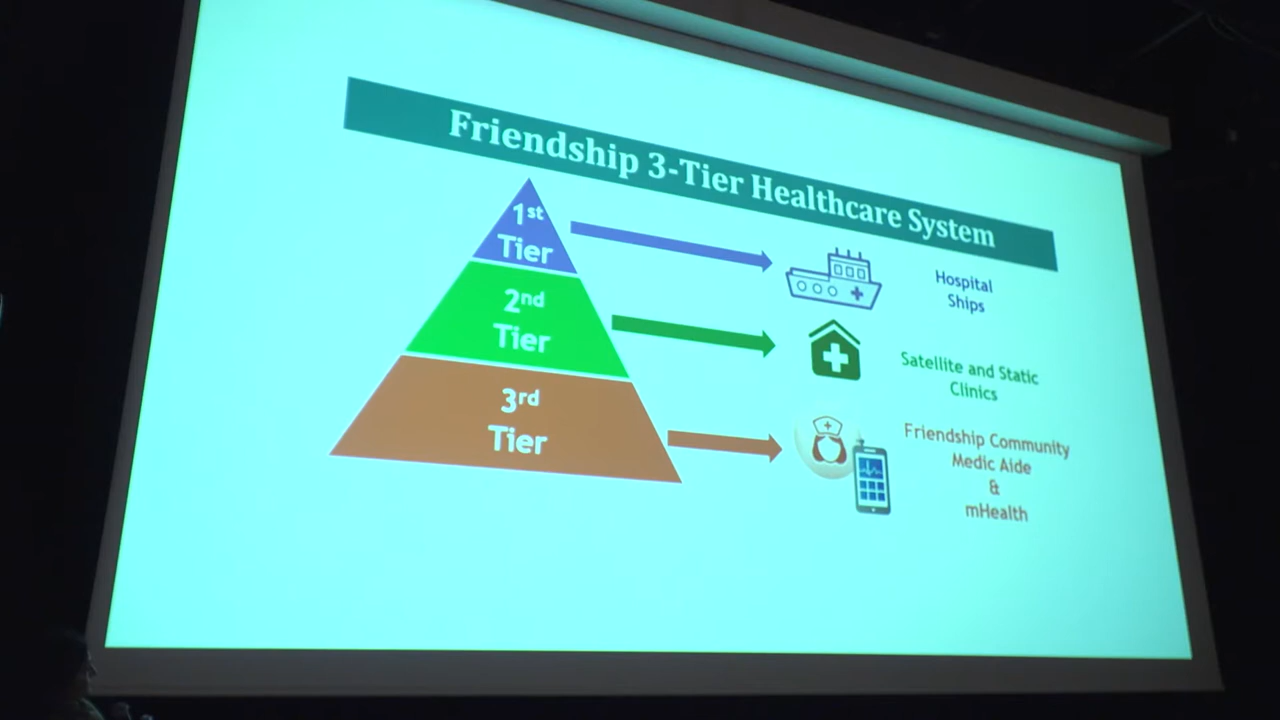 Friendship 3-Tier Healthcare System
1st
Tier
Hospital
Ships
2nd
Tier
Satellite and Static
Clinics
3rd
Tier
Friendship Community
Medic Aide
&
mHealth